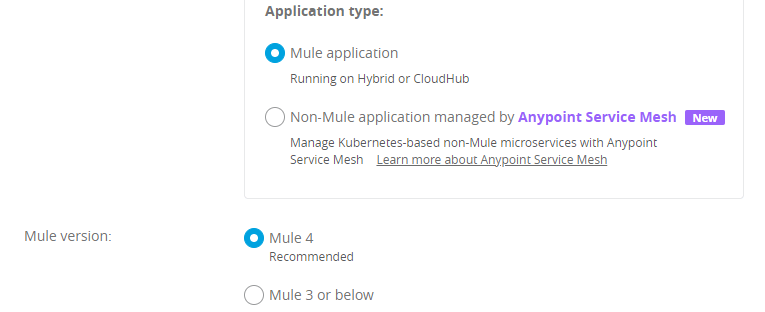 Application type:
Mule application
Running on Hybrid or CloudHub
Non-Mule application managed by Anypoint Service Mesh New
Manage Kubernetes-based non-Mule microservices with Anypoint
Service Mesh Learn more about Anypoint Service Mesh
Mule version:
Mule 4
Recommended
Mule 3 or below